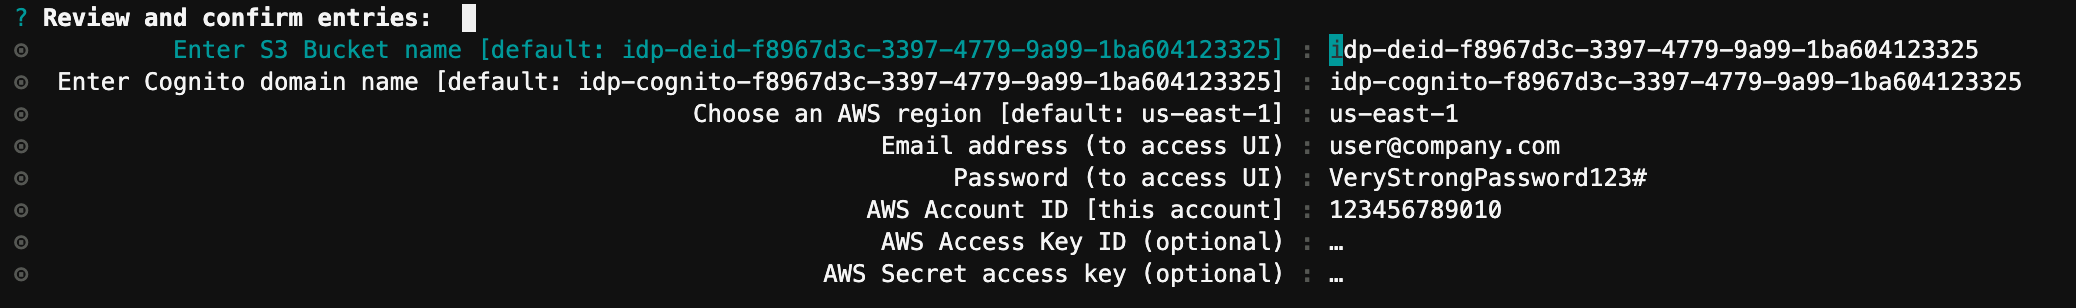 ? Review and confirm entries:
Enter S3 Bucket name [default: idp-deid-f8967d3c-3397-4779-9a99-1ba604123325] : idp-deid-f8967d3c-3397-4779-9a99-1ba604123325
Enter Cognito domain name [default: idp-cognito-f8967d3c-3397-4779-9a99-1ba604123325] : idp-cognito-f8967d3c-3397-4779-9a99-1ba604123325
Choose an AWS region [default: us-east-1] : us-east-1
Email address (to access UI) : user@company.com
Password (to access UI) : VeryStrongPassword123#
AWS Account ID [this account] : 123456789010
AWS Access Key ID (optional) : …
AWS Secret access key (optional) : …